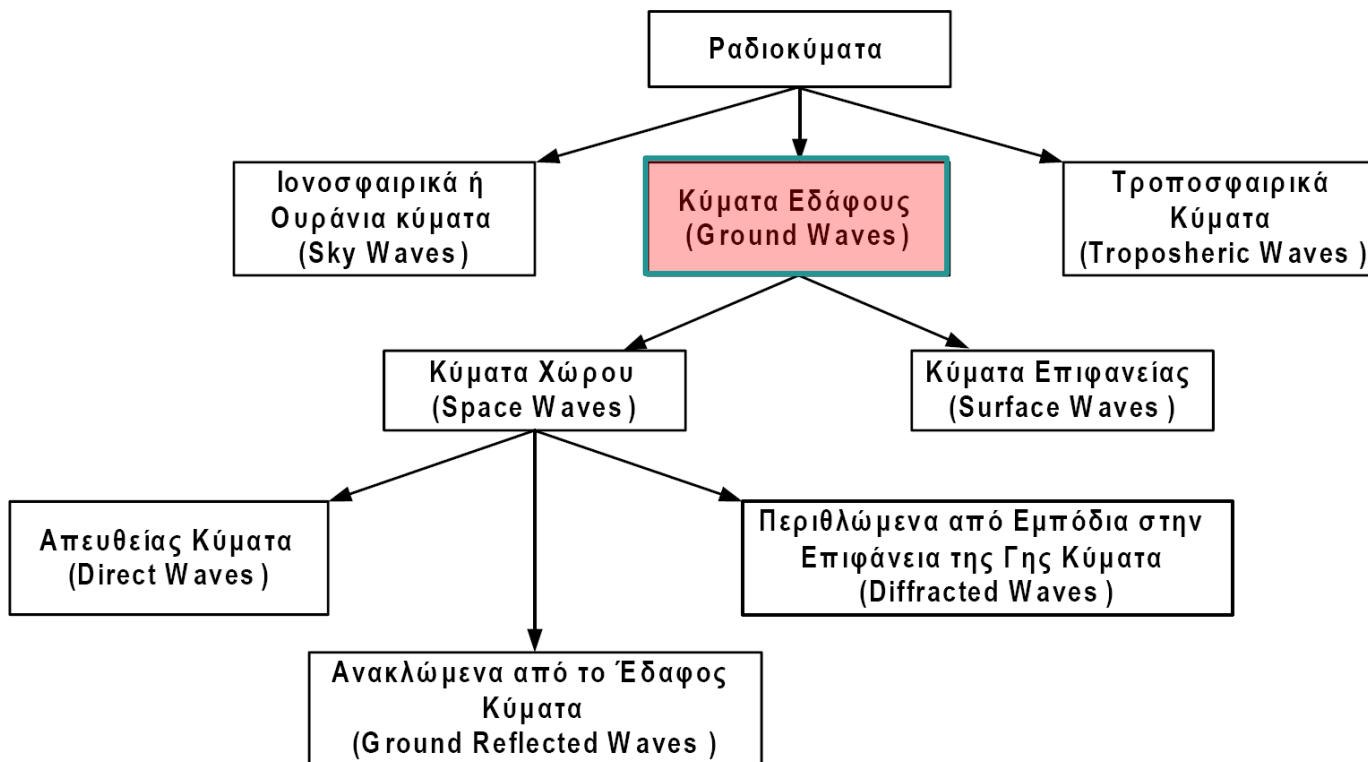 Ραδιοκύματα
Ιονοσφαιρικά ή
Ουράνια κύματα
(Sky Waves)
Κύματα Εδάφους
(Ground Waves)
Τροποσφαιρικά
Κύματα
(Troposheric Waves )
Κύματα Χώρου
(Space Waves )
Κύματα Επιφανείας
(Surface Waves )
Απευθείας Κύματα
(Direct Waves )
Περιθλώμενα από Εμπόδια στην
Επιφάνεια της Γης Κύματα
(Diffracted Waves )
Ανακλώμενα από το Έδαφος
Κύματα
(Ground Reflected Waves )